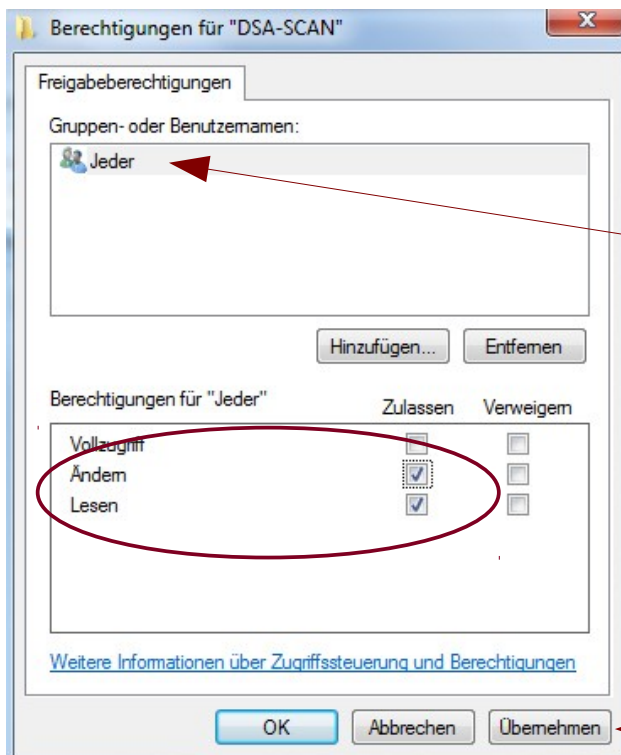 Berechtigungen für "DSA-SCAN"
Freigabeberechtigungen
Gruppen- oder Benutzernamen:
Jeder
Hinzufügen... Entfernen
Berechtigungen für "Jeder" Zulassen Verweigern
Vollzugriff
Ändern
Lesen
Weitere Informationen über Zugriffssteuerung und Berechtigungen
OK Abbrechen Übernehmen